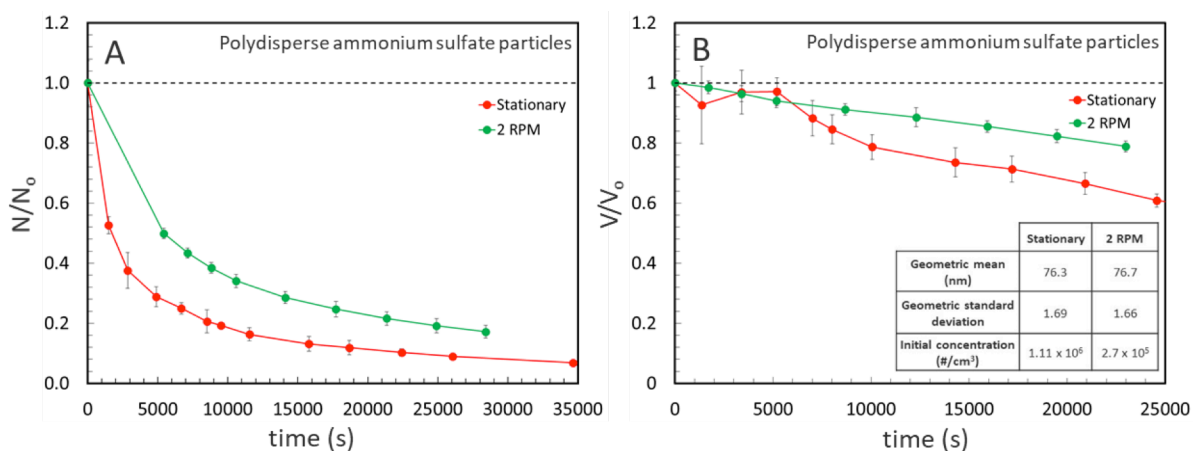 A
Polydisperse ammonium sulfate particles
Stationary
2 RPM
N/Nₒ
1.2
1.0
0.8
0.6
0.4
0.2
0.0
0 5000 10000 15000 20000 25000 30000 35000
time (s)
B
Polydisperse ammonium sulfate particles
Stationary
2 RPM
V/Vₒ
1.2
1
0.8
0.6
0.4
0.2
0
Stationary 2 RPM
Geometric mean (nm) 76.3 76.7
Geometric standard deviation 1.69 1.66
Initial concentration (#/cm³) 1.11 x 10⁶ 2.7 x 10⁵
0 5000 10000 15000 20000 25000
time (s)